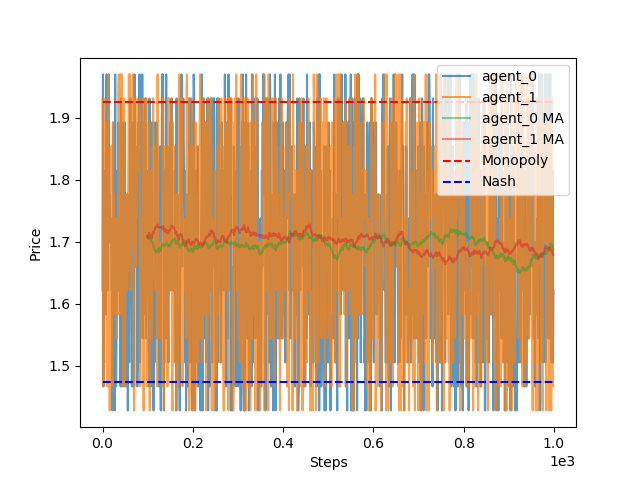 agent_0
agent_1
agent_0 MA
agent_1 MA
Monopoly
Nash
Price
1.9
1.8
1.7
1.6
1.5
0.0 0.2 0.4 0.6 0.8 1.0
Steps
1e3